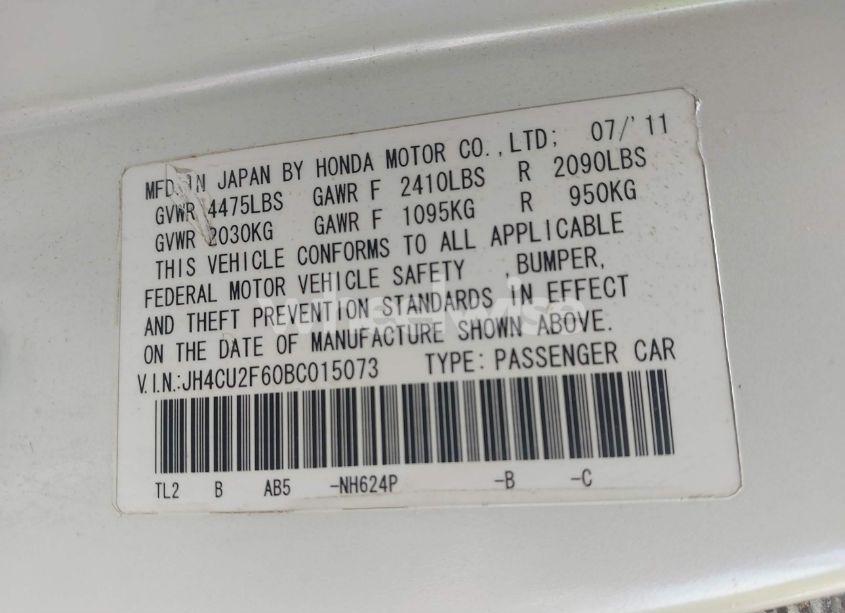 MFD. IN JAPAN BY HONDA MOTOR CO.,LTD; 07/'11
GVWR 4475LBS GAWR F 2410LBS R 2090LBS
GVWR 2030KG GAWR F 1095KG R 950KG
THIS VEHICLE CONFORMS TO ALL APPLICABLE
FEDERAL MOTOR VEHICLE SAFETY ,BUMPER,
AND THEFT PREVENTION STANDARDS IN EFFECT
ON THE DATE OF MANUFACTURE SHOWN ABOVE.
V.I.N.:JH4CU2F60BC015073 TYPE:PASSENGER CAR
TL2 B AB5 -NH624P -B -C